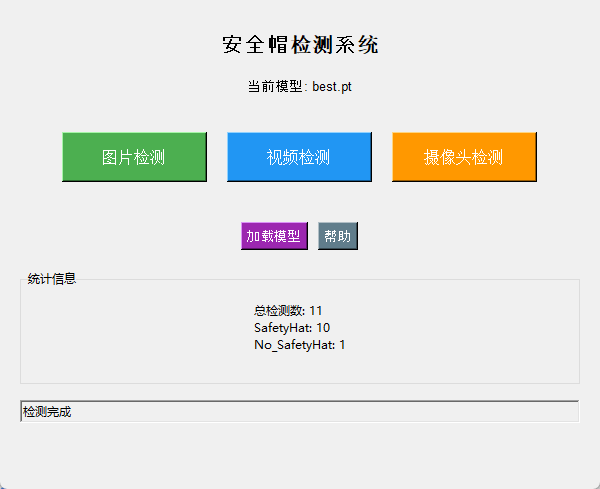 安全帽检测系统
当前模型: best.pt
图片检测
视频检测
摄像头检测
加载模型
帮助
统计信息
总检测数: 11
SafetyHat: 10
No_SafetyHat: 1
检测完成